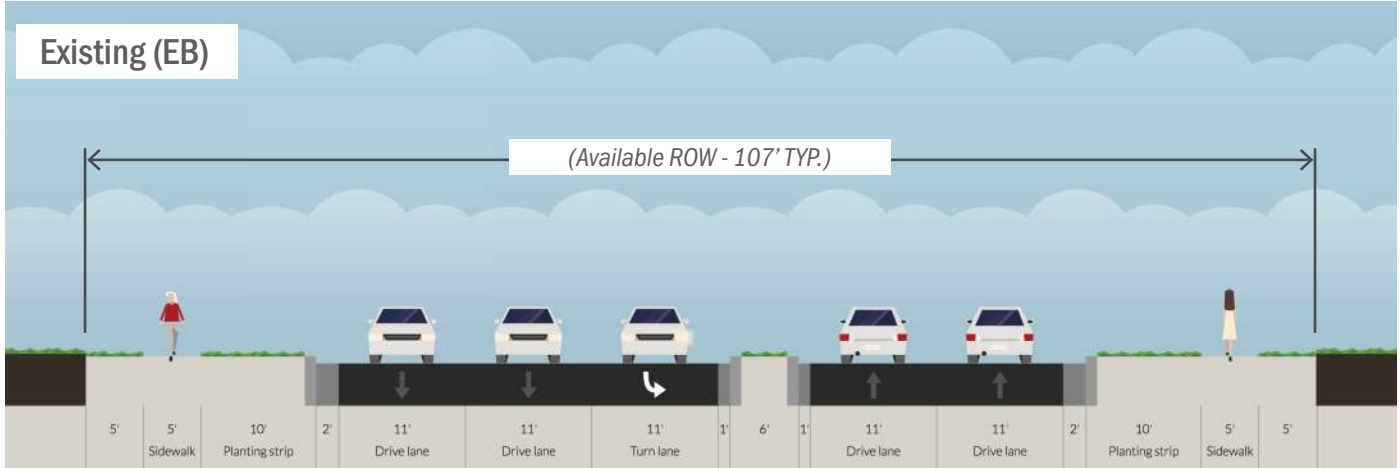 Existing (EB)
(Available ROW - 107' TYP.)
5' 5' 10' 2' 11' 11' 11' 1' 6' 1' 11' 11' 2' 10' 5' 5'
Sidewalk Planting strip Drive lane Drive lane Turn lane Drive lane Drive lane Planting strip Sidewalk